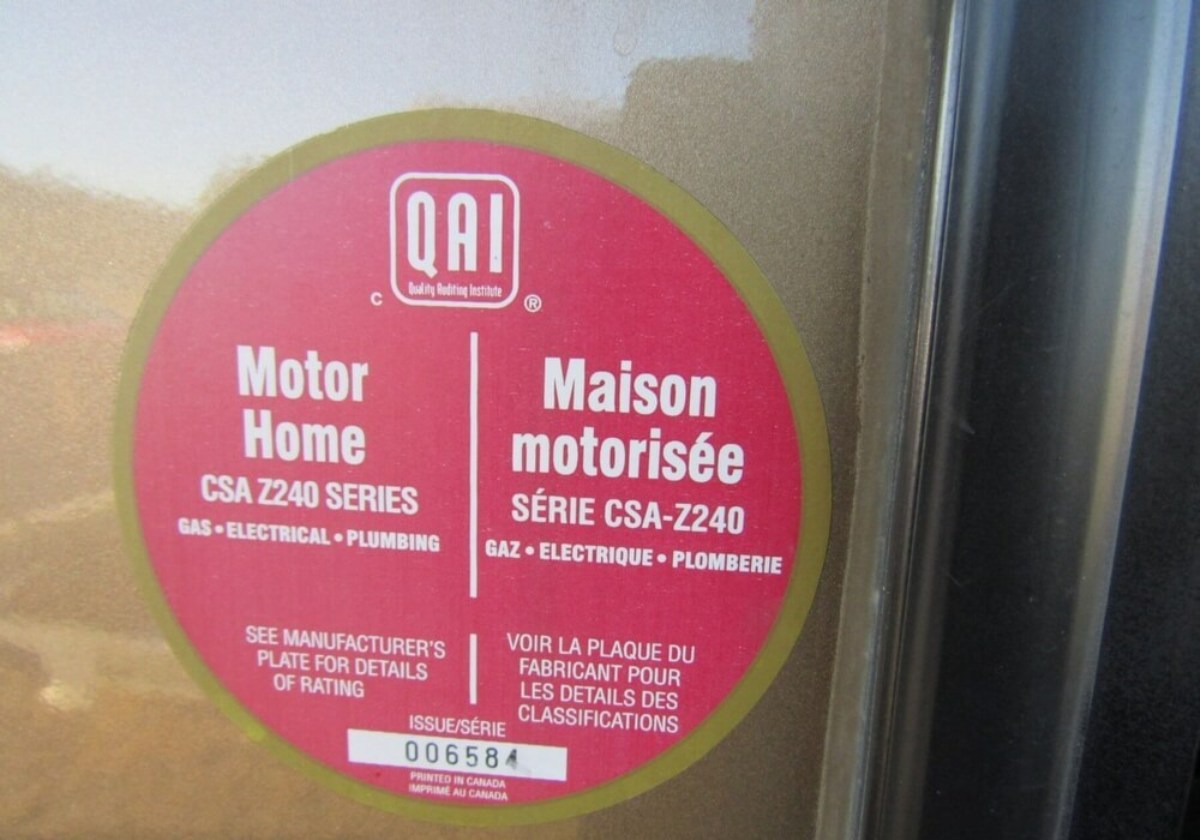 QAI
Quality Auditing Institute
C ®
Motor
Home
CSA Z240 SERIES
GAS • ELECTRICAL • PLUMBING
SEE MANUFACTURER'S
PLATE FOR DETAILS
OF RATING
Maison
motorisée
SÉRIE CSA-Z240
GAZ • ELECTRIQUE • PLOMBERIE
VOIR LA PLAQUE DU
FABRICANT POUR
LES DETAILS DES
CLASSIFICATIONS
ISSUE/SÉRIE
006584
PRINTED IN CANADA
IMPRIMÉ AU CANADA